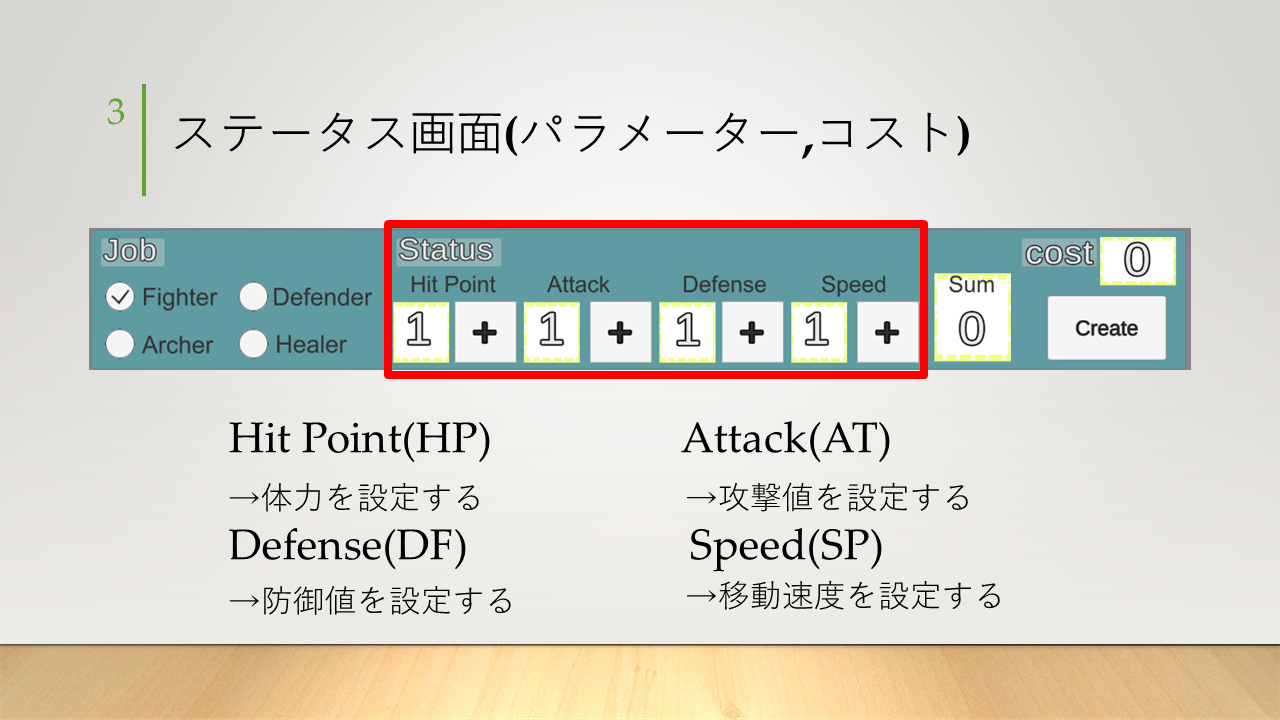 3
ステータス画面(パラメーター,コスト)
Job
Status
cost 0
Hit Point Attack Defense Speed Sum
Fighter Defender
1 + 1 + 1 + 1 + 0 Create
Archer Healer
Hit Point(HP) Attack(AT)
→体力を設定する →攻撃値を設定する
Defense(DF) Speed(SP)
→防御値を設定する →移動速度を設定する